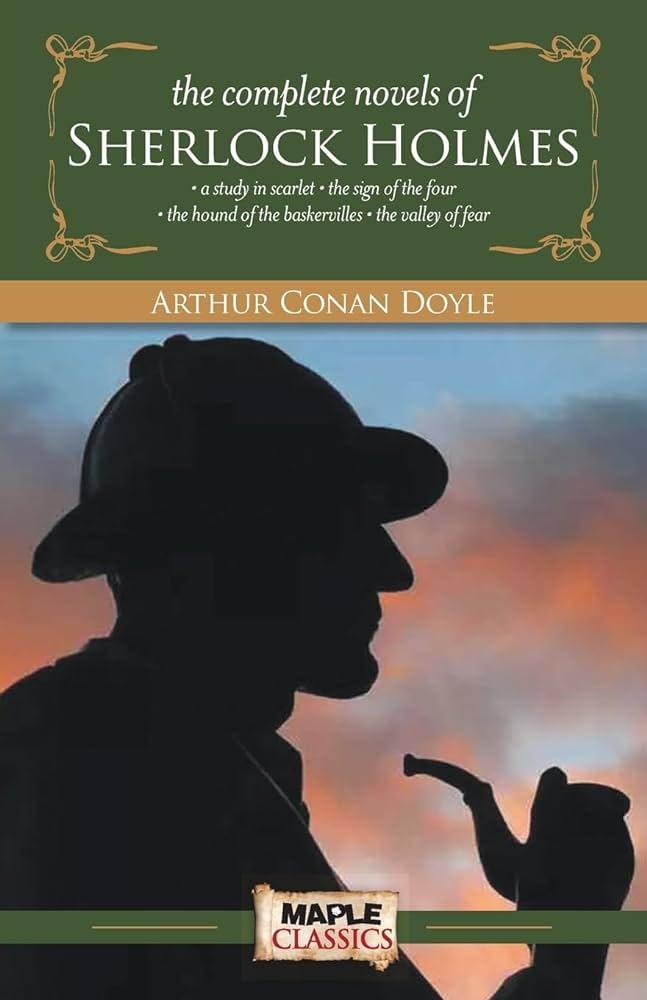 the complete novels of
SHERLOCK HOLMES
• a study in scarlet • the sign of the four
• the hound of the baskervilles • the valley of fear
ARTHUR CONAN DOYLE
MAPLE
CLASSICS